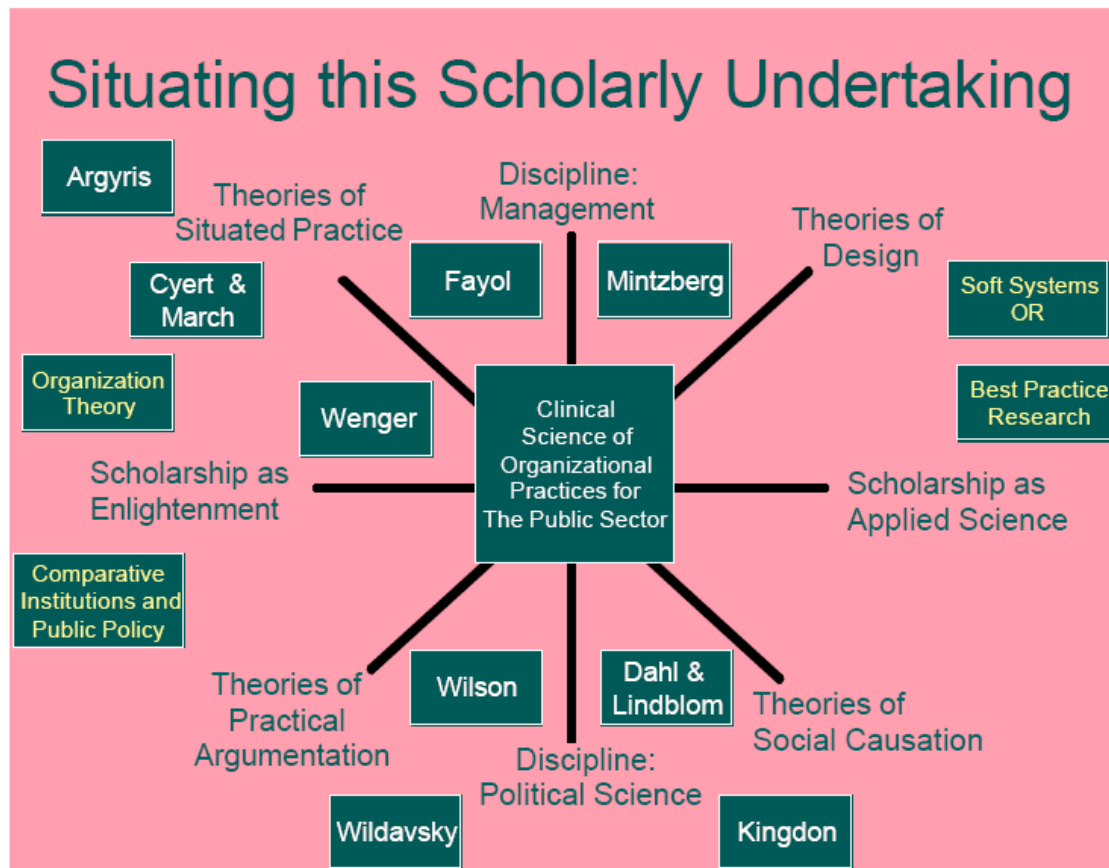 Situating this Scholarly Undertaking
Argyris
Theories of
Situated Practice
Discipline:
Management
Theories of
Design
Cyert & 
March
Fayol
Mintzberg
Soft Systems
OR
Organization
Theory
Wenger
Clinical
Science of
Organizational
Practices for
The Public Sector
Best Practice
Research
Scholarship as
Enlightenment
Scholarship as
Applied Science
Comparative
Institutions and
Public Policy
Theories of
Practical
Argumentation
Wilson
Dahl &
Lindblom
Theories of
Social Causation
Discipline:
Political Science
Wildavsky
Kingdon